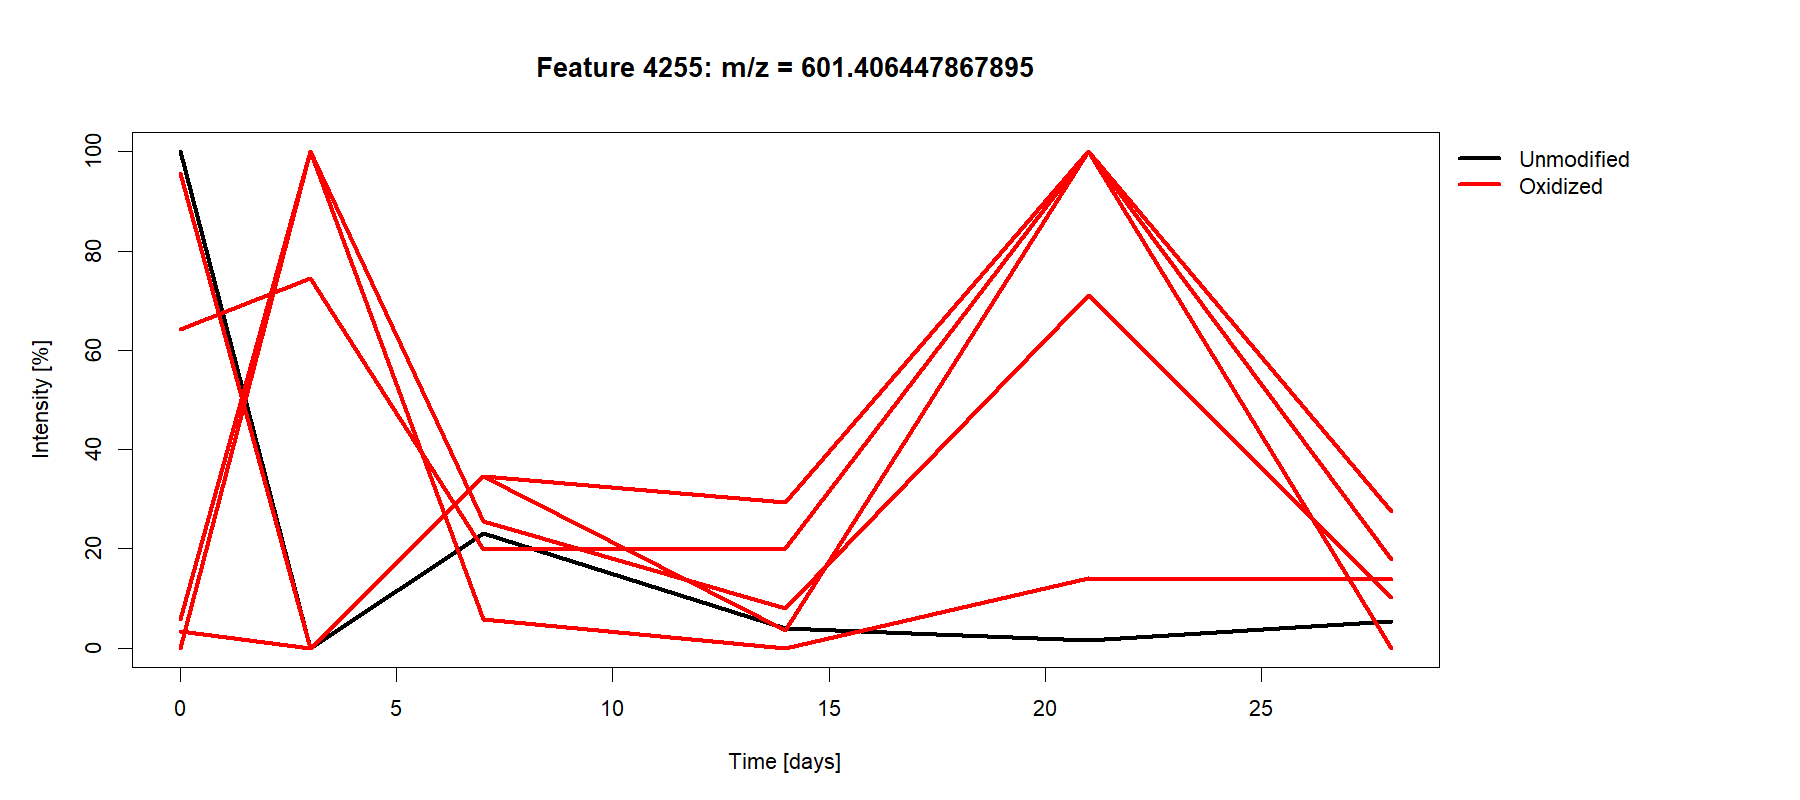 Feature 4255: m/z = 601.406447867895
Unmodified
Oxidized
Intensity [%]
100
80
60
40
20
0
0 5 10 15 20 25
Time [days]